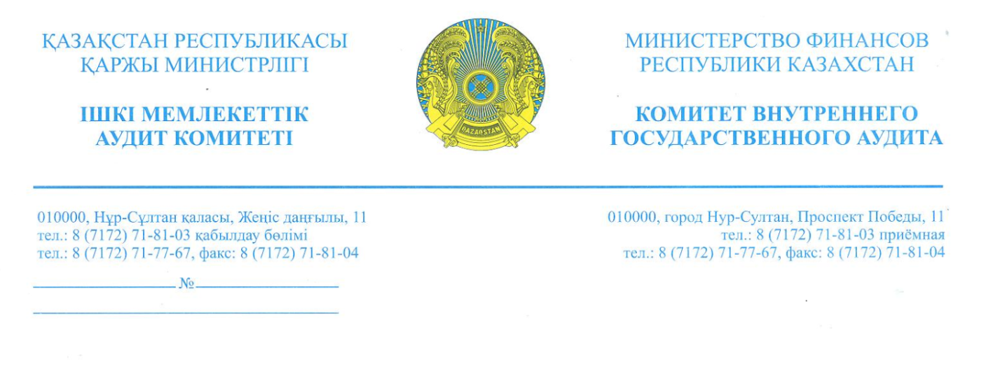 ҚАЗАҚСТАН РЕСПУБЛИКАСЫ
ҚАРЖЫ МИНИСТРЛІГІ
ІШКІ МЕМЛЕКЕТТІК
АУДИТ КОМИТЕТІ
QAZAQSTAN
МИНИСТЕРСТВО ФИНАНСОВ
РЕСПУБЛИКИ КАЗАХСТАН
КОМИТЕТ ВНУТРЕННЕГО
ГОСУДАРСТВЕННОГО АУДИТА
010000, Нұр-Сұлтан қаласы, Жеңіс даңғылы, 11
тел.: 8 (7172) 71-81-03 қабылдау бөлімі
тел.: 8 (7172) 71-77-67, факс: 8 (7172) 71-81-04
№
010000, город Нур-Султан, Проспект Победы, 11
тел.: 8 (7172) 71-81-03 приёмная
тел.: 8 (7172) 71-77-67, факс: 8 (7172) 71-81-04